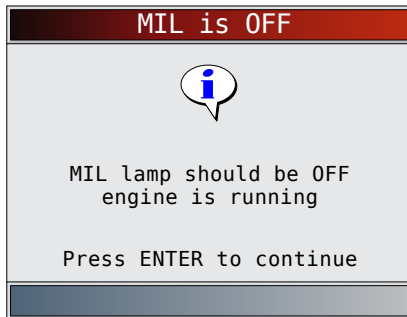 MIL is OFF
i
MIL lamp should be OFF
engine is running
Press ENTER to continue